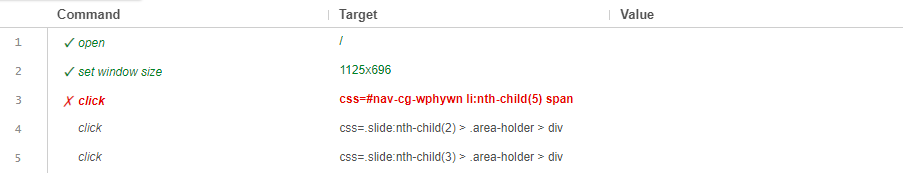 Command Target Value
1 ✓ open /
2 ✓ set window size 1125x696
3 ✗ click css=#nav-cg-wphywn li:nth-child(5) span
4 click css=.slide:nth-child(2) > .area-holder > div
5 click css=.slide:nth-child(3) > .area-holder > div